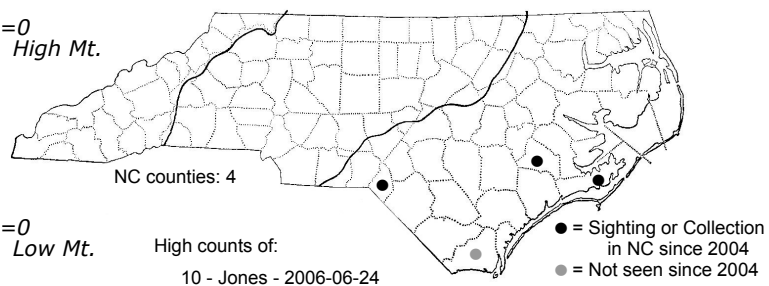 =0
High Mt.
NC counties: 4
=0
Low Mt.
High counts of:
10 - Jones - 2006-06-24
● = Sighting or Collection
in NC since 2004
● = Not seen since 2004